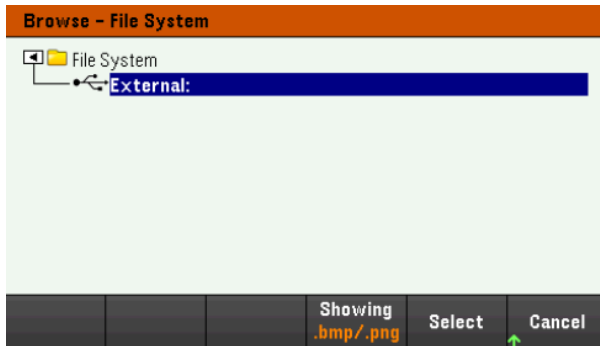 Browse - File System
File System
External:
Showing
.bmp/.png
Select
Cancel